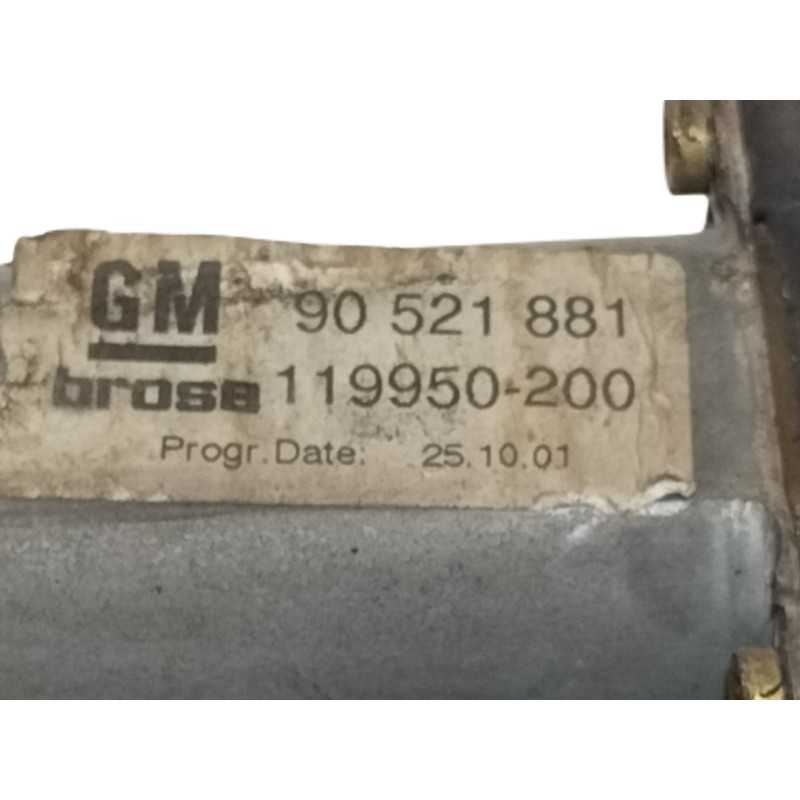 GM 90 521 881
brose 119950-200
Progr. Date: 25.10.01